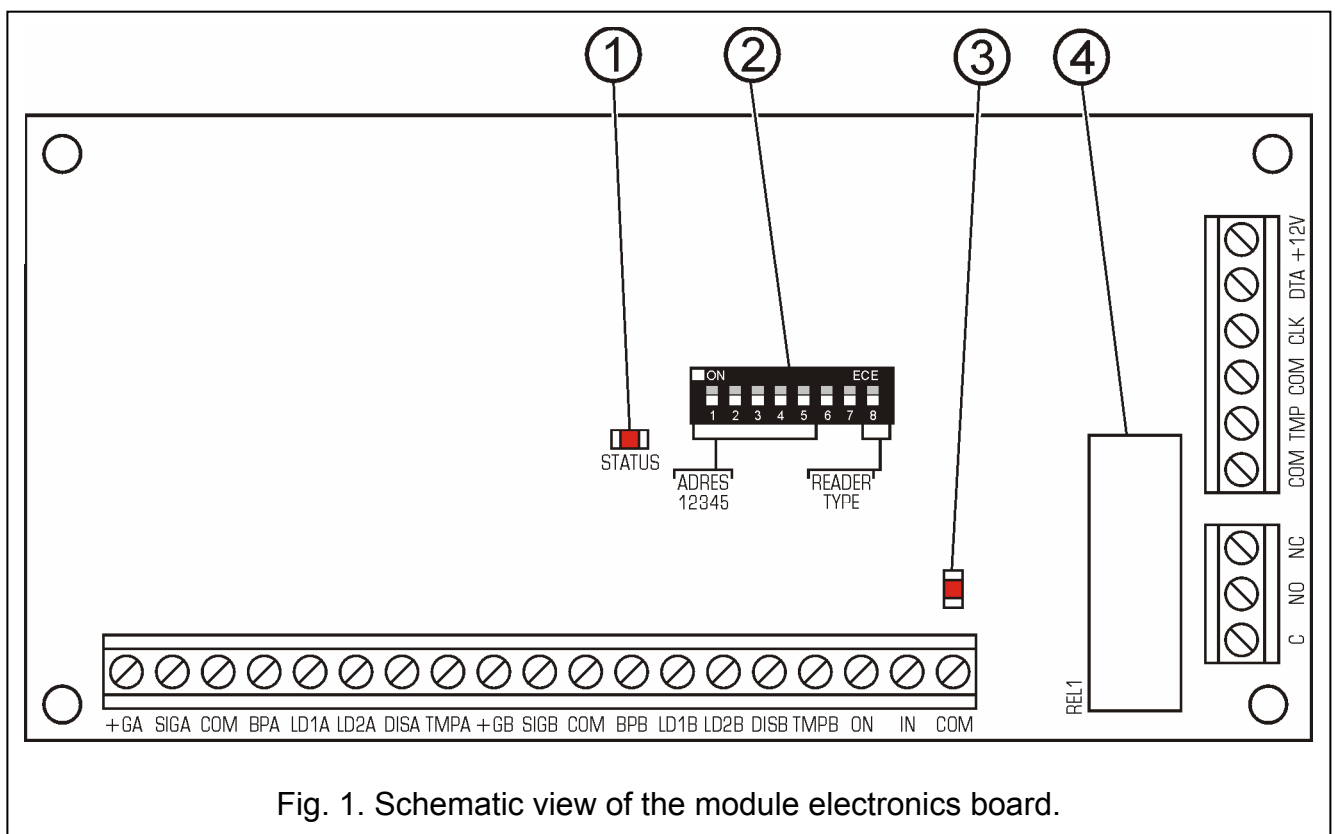 1 2 3 4
+12V
DTA
CLK
COM
TMP
COM
ON ECE
1 2 3 4 5 6 7 8
STATUS
ADRES
12345
READER
TYPE
NC
NO
C
REL1
+GA SIGA COM BPA LD1A LD2A DISA TMPA +GB SIGB COM BPB LD1B LD2B DISB TMPB ON IN COM
Fig. 1. Schematic view of the module electronics board.